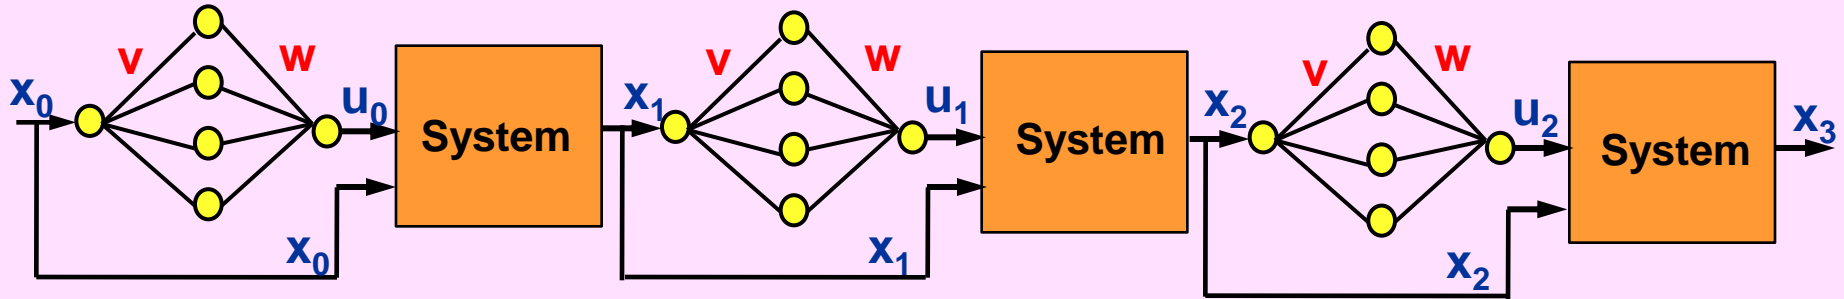 x₀ v w u₀ System x₀
x₁ v w u₁ System x₁
x₂ v w u₂ System x₂
x₃